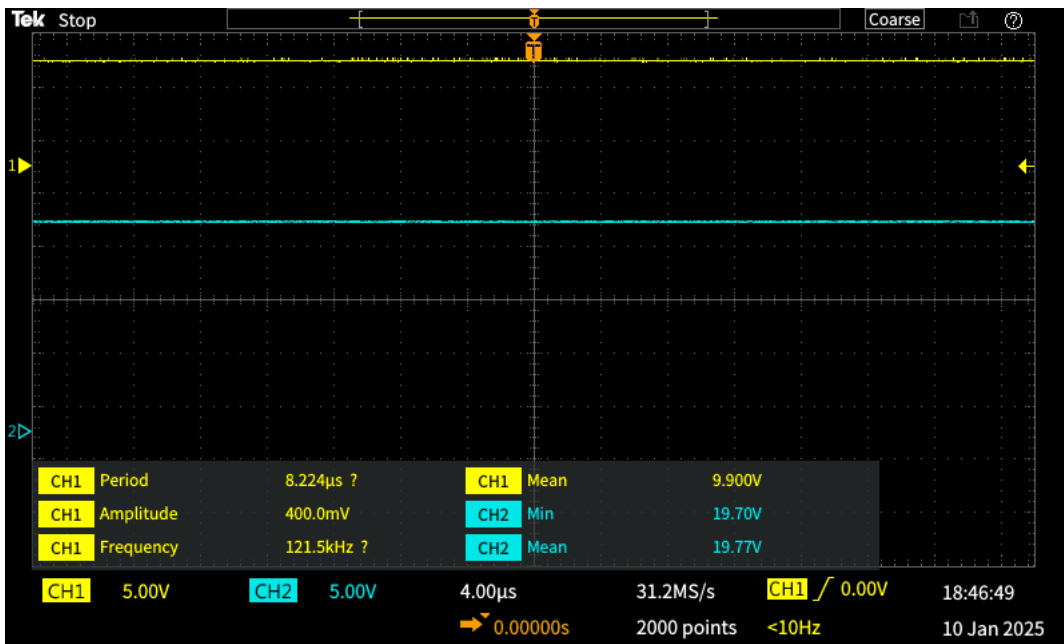 Tek Stop T Coarse ?
T
1
2
CH1 Period 8.224µs ? CH1 Mean 9.900V
CH1 Amplitude 400.0mV CH2 Min 19.70V
CH1 Frequency 121.5kHz ? CH2 Mean 19.77V
CH1 5.00V CH2 5.00V 4.00µs 31.2MS/s CH1 0.00V 18:46:49
0.00000s 2000 points <10Hz 10 Jan 2025